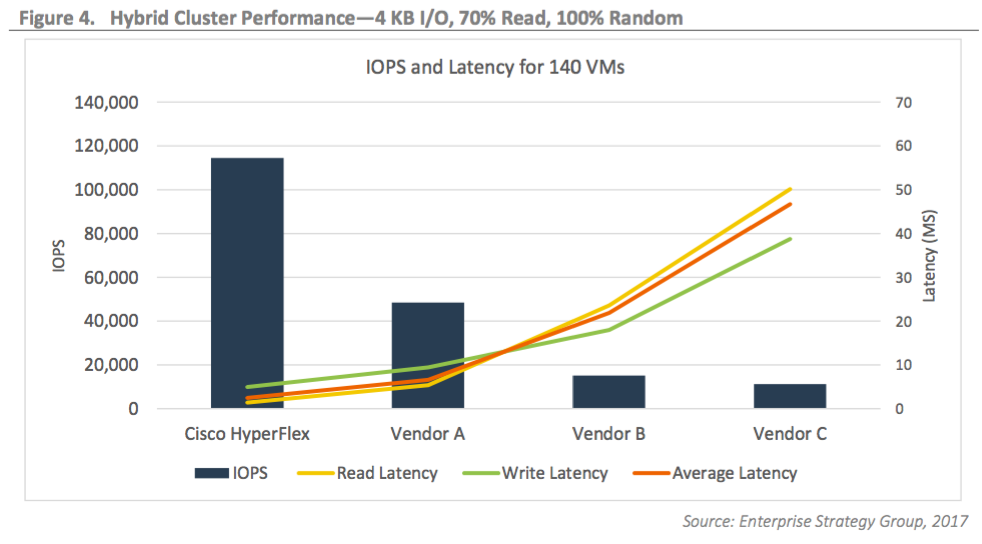 Figure 4. Hybrid Cluster Performance—4 KB I/O, 70% Read, 100% Random
IOPS and Latency for 140 VMs
140,000
120,000
100,000
80,000
60,000
40,000
20,000
0
IOPS
70
60
50
40
30
20
10
0
Latency (MS)
Cisco HyperFlex Vendor A Vendor B Vendor C
IOPS Read Latency Write Latency Average Latency
Source: Enterprise Strategy Group, 2017